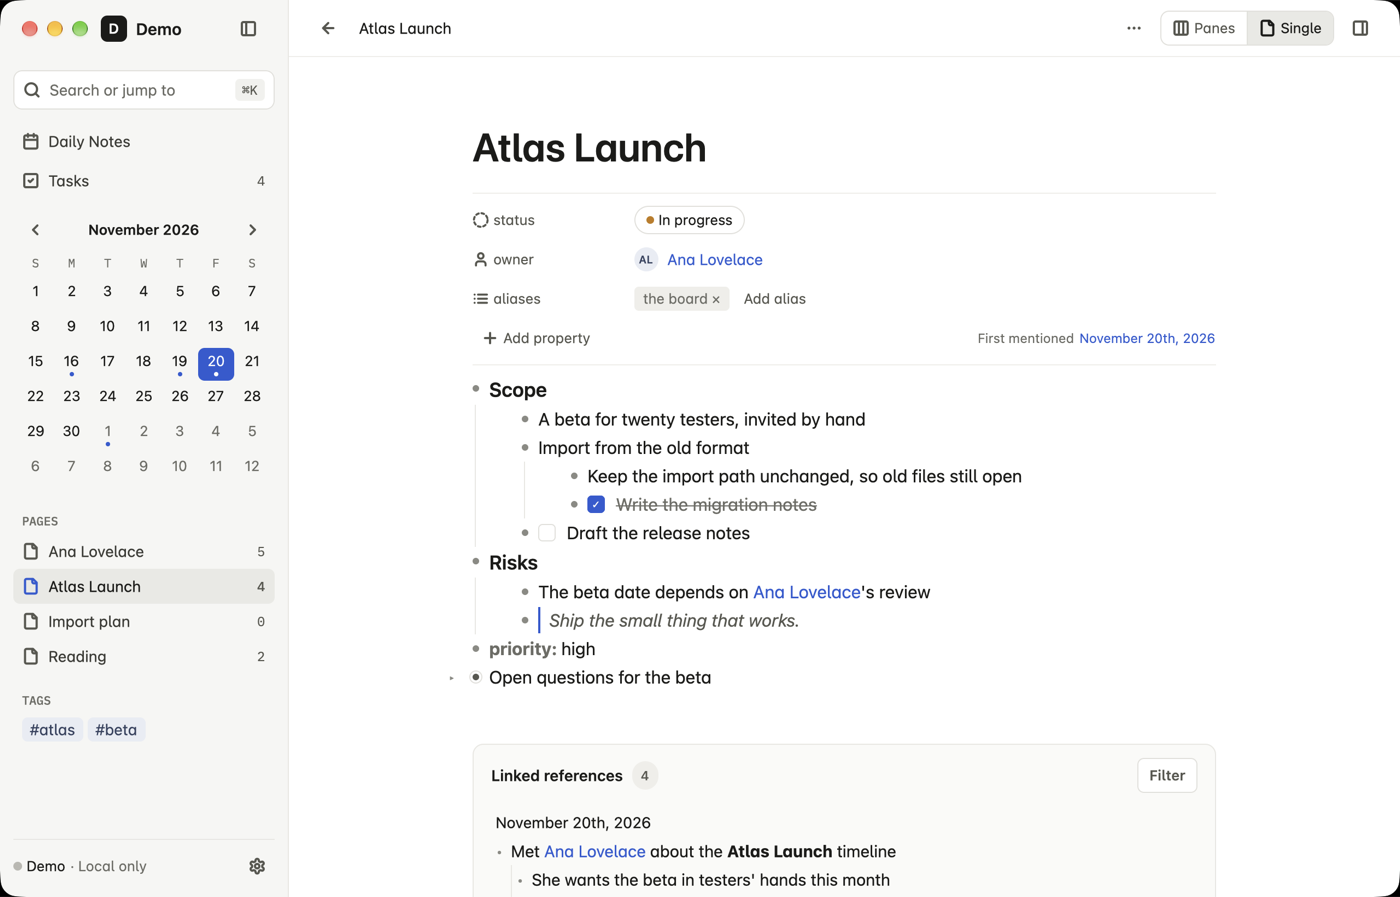 D Demo
Search or jump to ⌘K
Daily Notes
Tasks 4
November 2026
S M T W T F S
1 2 3 4 5 6 7
8 9 10 11 12 13 14
15 16 17 18 19 20 21
22 23 24 25 26 27 28
29 30 1 2 3 4 5
6 7 8 9 10 11 12
PAGES
Ana Lovelace 5
Atlas Launch 4
Import plan 0
Reading 2
TAGS
#atlas #beta
Demo · Local only
Atlas Launch
Panes Single
Atlas Launch
status In progress
owner AL Ana Lovelace
aliases the board × Add alias
Add property First mentioned November 20th, 2026
Scope
A beta for twenty testers, invited by hand
Import from the old format
Keep the import path unchanged, so old files still open
Write the migration notes
Draft the release notes
Risks
The beta date depends on Ana Lovelace's review
Ship the small thing that works.
priority: high
Open questions for the beta
Linked references 4 Filter
November 20th, 2026
Met Ana Lovelace about the Atlas Launch timeline
She wants the beta in testers' hands this month